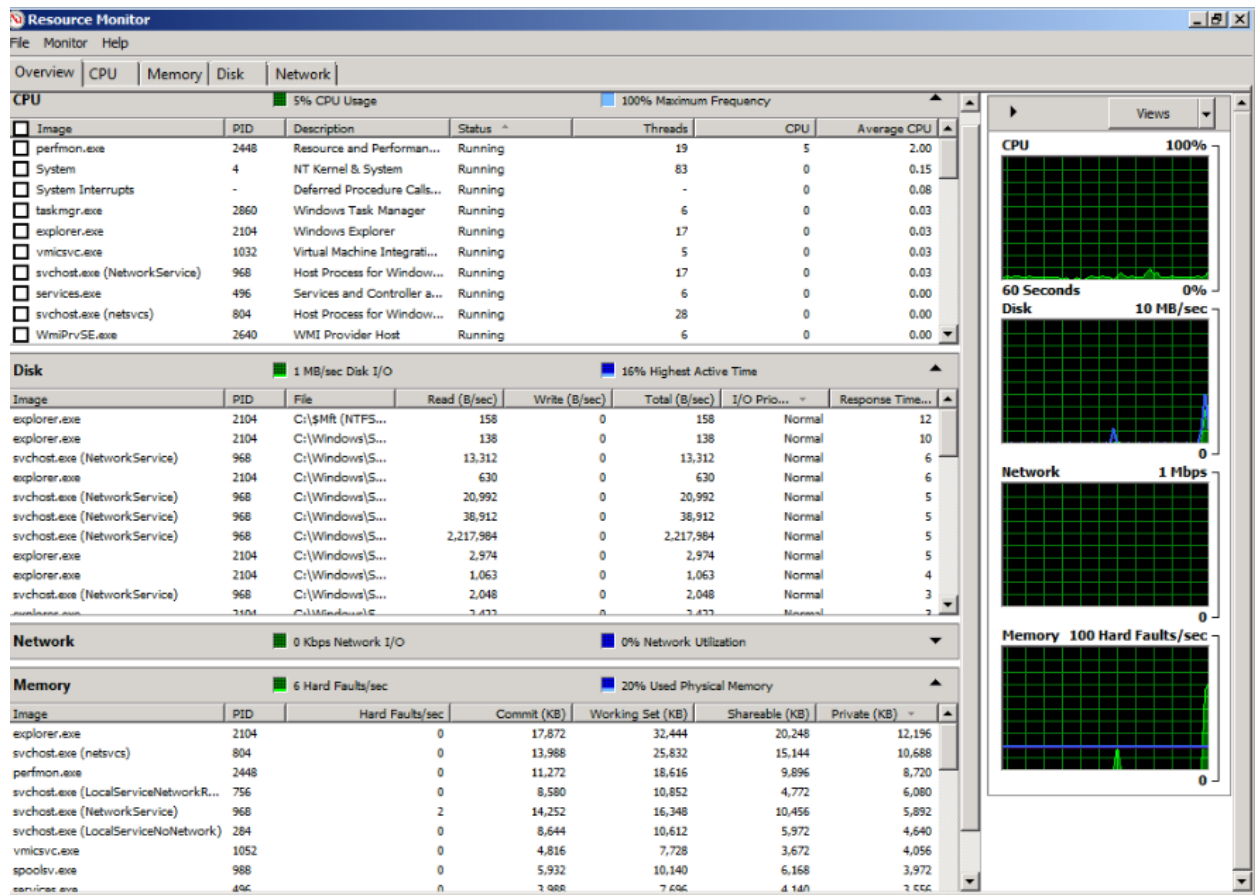 Resource Monitor
File Monitor Help
Overview CPU Memory Disk Network
CPU 5% CPU Usage 100% Maximum Frequency
Image PID Description Status Threads CPU Average CPU
perfmon.exe 2448 Resource and Performan... Running 19 5 2.00
System 4 NT Kernel & System Running 83 0 0.15
System Interrupts - Deferred Procedure Calls... Running - 0 0.08
taskmgr.exe 2860 Windows Task Manager Running 6 0 0.03
explorer.exe 2104 Windows Explorer Running 17 0 0.03
vmicsvc.exe 1032 Virtual Machine Integrati... Running 5 0 0.03
svchost.exe (NetworkService) 968 Host Process for Window... Running 17 0 0.03
services.exe 496 Services and Controller a... Running 6 0 0.00
svchost.exe (netsvcs) 804 Host Process for Window... Running 28 0 0.00
WmiPrvSE.exe 2640 WMI Provider Host Running 6 0 0.00
Disk 1 MB/sec Disk I/O 16% Highest Active Time
Image PID File Read (B/sec) Write (B/sec) Total (B/sec) I/O Prio... Response Time...
explorer.exe 2104 C:\$Mft (NTFS... 158 0 158 Normal 12
explorer.exe 2104 C:\Windows\S... 138 0 138 Normal 10
svchost.exe (NetworkService) 968 C:\Windows\S... 13,312 0 13,312 Normal 6
explorer.exe 2104 C:\Windows\S... 630 0 630 Normal 6
svchost.exe (NetworkService) 968 C:\Windows\S... 20,992 0 20,992 Normal 5
svchost.exe (NetworkService) 968 C:\Windows\S... 38,912 0 38,912 Normal 5
svchost.exe (NetworkService) 968 C:\Windows\S... 2,217,984 0 2,217,984 Normal 5
explorer.exe 2104 C:\Windows\S... 2,974 0 2,974 Normal 5
explorer.exe 2104 C:\Windows\S... 1,063 0 1,063 Normal 4
svchost.exe (NetworkService) 968 C:\Windows\S... 2,048 0 2,048 Normal 3
Network 0 Kbps Network I/O 0% Network Utilization
Memory 6 Hard Faults/sec 20% Used Physical Memory
Image PID Hard Faults/sec Commit (KB) Working Set (KB) Shareable (KB) Private (KB)
explorer.exe 2104 0 17,872 32,444 20,248 12,196
svchost.exe (netsvcs) 804 0 13,988 25,832 15,144 10,688
perfmon.exe 2448 0 11,272 18,616 9,896 8,720
svchost.exe (LocalServiceNetworkR... 756 0 8,580 10,852 4,772 6,080
svchost.exe (NetworkService) 968 2 14,252 16,348 10,456 5,892
svchost.exe (LocalServiceNoNetwork) 284 0 8,644 10,612 5,972 4,640
vmicsvc.exe 1052 0 4,816 7,728 3,672 4,056
spoolsv.exe 988 0 5,932 10,140 6,168 3,972
services.exe 496 0 3,988 7,696 4,140 3,556
Views
CPU 100%
60 Seconds 0%
Disk 10 MB/sec
0
Network 1 Mbps
0
Memory 100 Hard Faults/sec
0